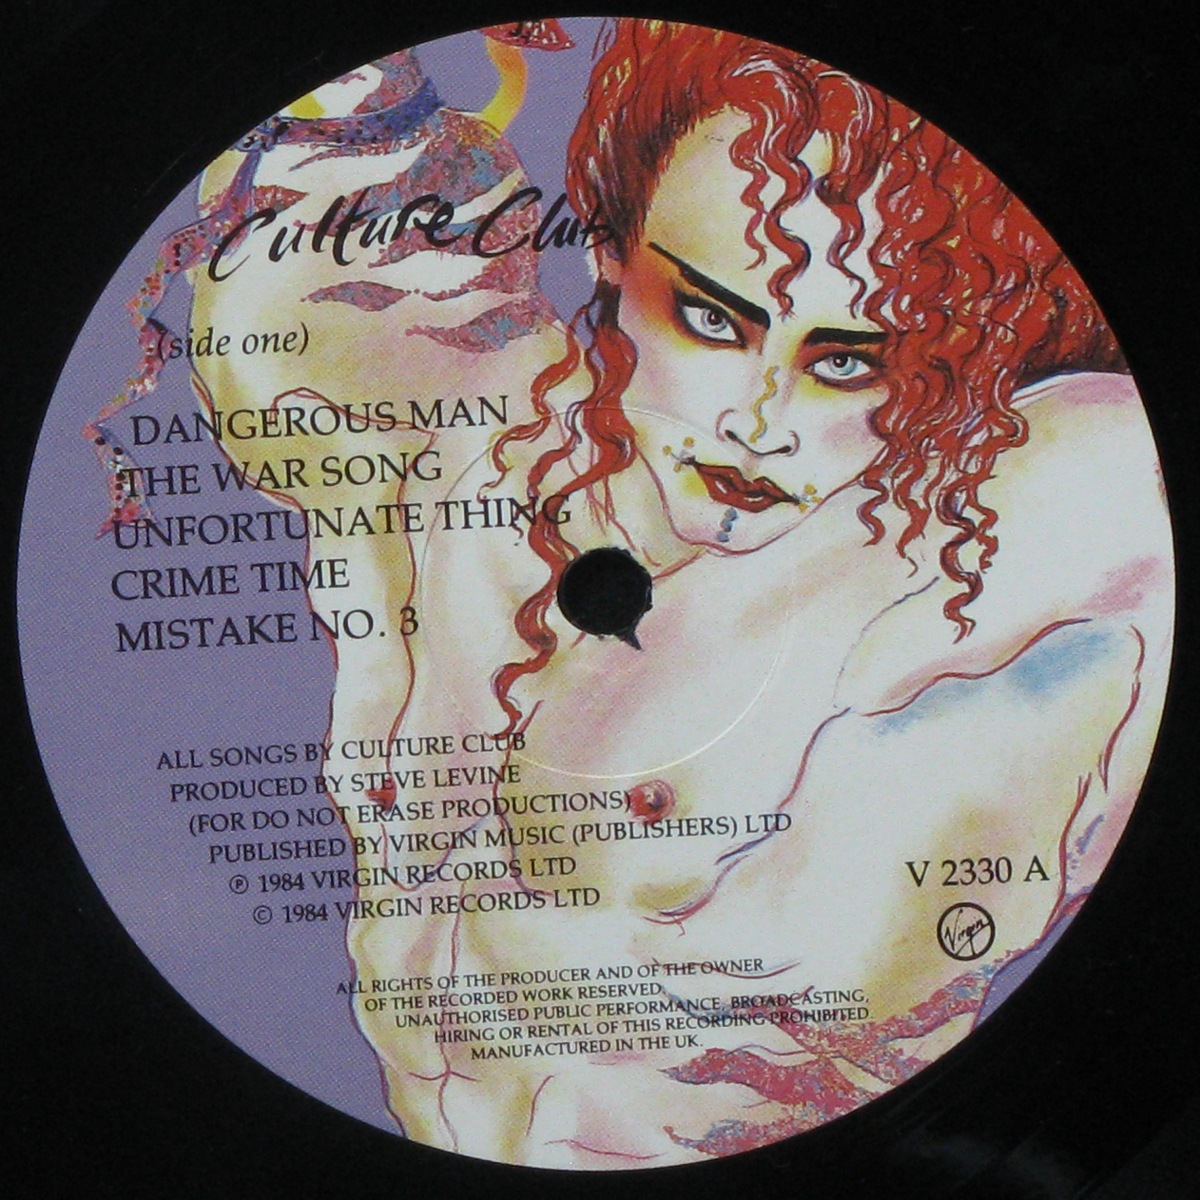 Culture Club
(side one)
DANGEROUS MAN
THE WAR SONG
UNFORTUNATE THING
CRIME TIME
MISTAKE NO. 3
ALL SONGS BY CULTURE CLUB
PRODUCED BY STEVE LEVINE
(FOR DO NOT ERASE PRODUCTIONS)
PUBLISHED BY VIRGIN MUSIC (PUBLISHERS) LTD
℗ 1984 VIRGIN RECORDS LTD
© 1984 VIRGIN RECORDS LTD
V 2330 A
Virgin
ALL RIGHTS OF THE PRODUCER AND OF THE OWNER
OF THE RECORDED WORK RESERVED.
UNAUTHORISED PUBLIC PERFORMANCE, BROADCASTING,
HIRING OR RENTAL OF THIS RECORDING PROHIBITED.
MANUFACTURED IN THE UK.